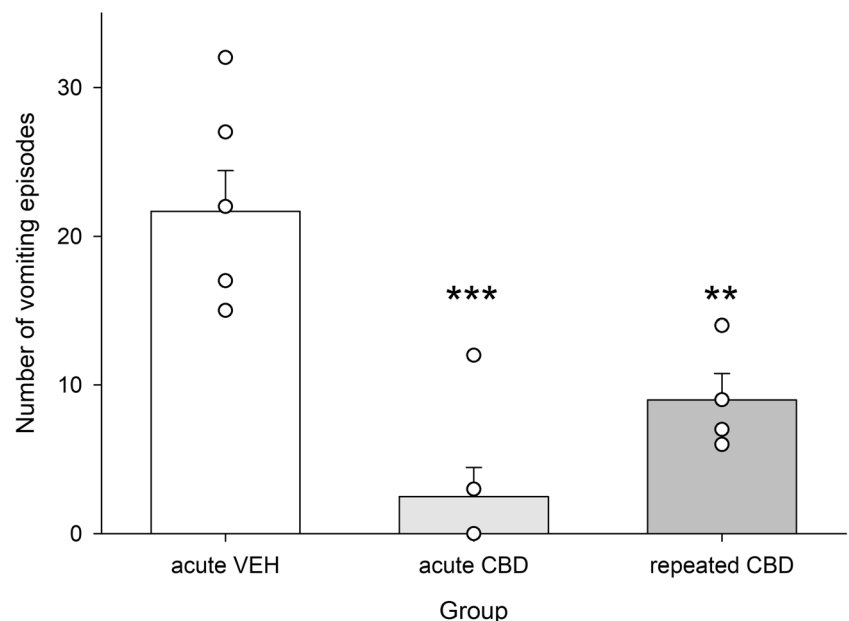 Number of vomiting episodes
30
20
10
0
***
**
acute VEH
acute CBD
repeated CBD
Group